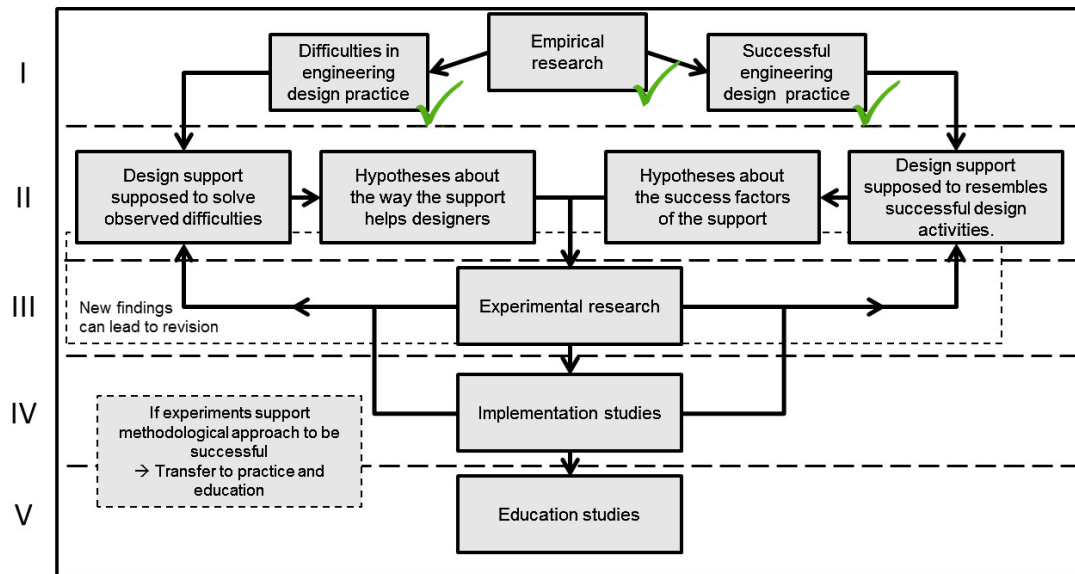 I
Difficulties in
engineering
design practice
Empirical
research
Successful
engineering
design practice
II
Design support
supposed to solve
observed difficulties
Hypotheses about
the way the support
helps designers
Hypotheses about
the success factors
of the support
Design support
supposed to resembles
successful design
activities.
III
New findings
can lead to revision
Experimental research
IV
If experiments support
methodological approach to be
successful
→ Transfer to practice and
education
Implementation studies
V
Education studies